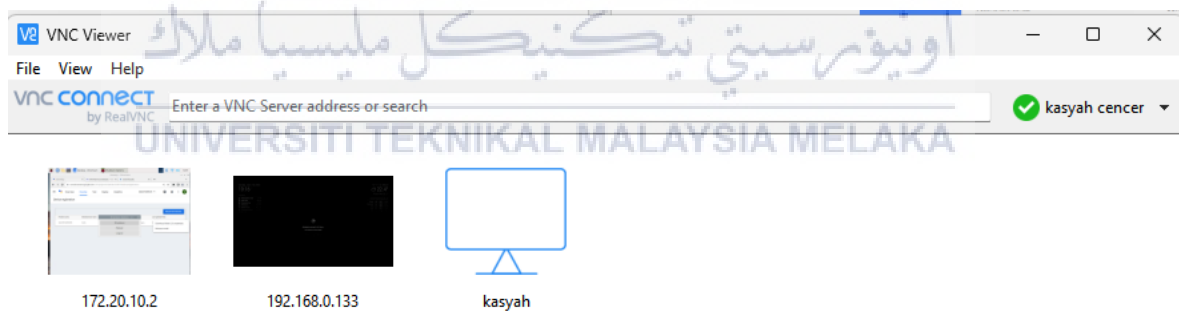 VNC Viewer
اونيۏرسيتي تيكنيكل مليسيا ملاك
File View Help
vnc connect
by RealVNC
Enter a VNC Server address or search
kasyah cencer
UNIVERSITI TEKNIKAL MALAYSIA MELAKA
172.20.10.2
192.168.0.133
kasyah